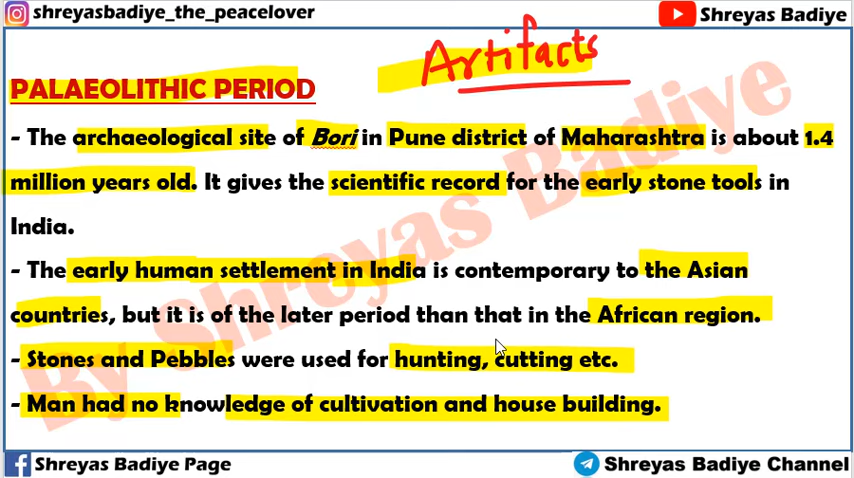 shreyasbadiye_the_peacelover
Shreyas Badiye
Artifacts
PALAEOLITHIC PERIOD
- The archaeological site of Bori in Pune district of Maharashtra is about 1.4
million years old. It gives the scientific record for the early stone tools in
India.
- The early human settlement in India is contemporary to the Asian
countries, but it is of the later period than that in the African region.
- Stones and Pebbles were used for hunting, cutting etc.
- Man had no knowledge of cultivation and house building.
By Shreyas Badiye
Shreyas Badiye Page
Shreyas Badiye Channel